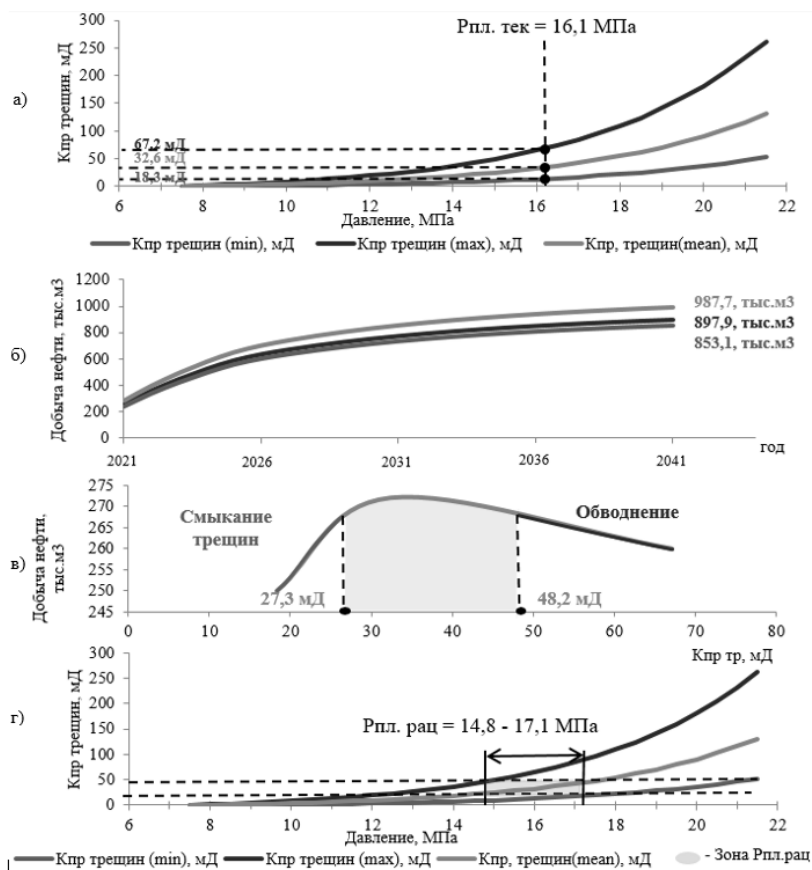 а)
Кпр трещин, мД
300
250
200
150
100
50
0
Рпл. тек = 16,1 МПа
67,2 мД
32,6 мД
18,3 мД
6 8 10 12 14 16 18 20 22
Давление, МПа
Кпр трещин (min), мД Кпр трещин (max), мД Кпр, трещин(mean), мД
б)
Добыча нефти, тыс.м3
1200
1000
800
600
400
200
0
987,7, тыс.м3
897,9, тыс.м3
853,1, тыс.м3
2021 2026 2031 2036 2041
год
в)
Добыча нефти,
тыс.м3
275
270
265
260
255
250
245
Смыкание
трещин
Обводнение
27,3 мД 48,2 мД
0 10 20 30 40 50 60 70 80
Кпр тр, мД
г)
Кпр трещин, мД
300
250
200
150
100
50
0
Рпл. рац = 14,8 - 17,1 МПа
6 8 10 12 14 16 18 20 22
Давление, МПа
Кпр трещин (min), мД Кпр трещин (max), мД Кпр, трещин(mean), мД - Зона Рпл.рац